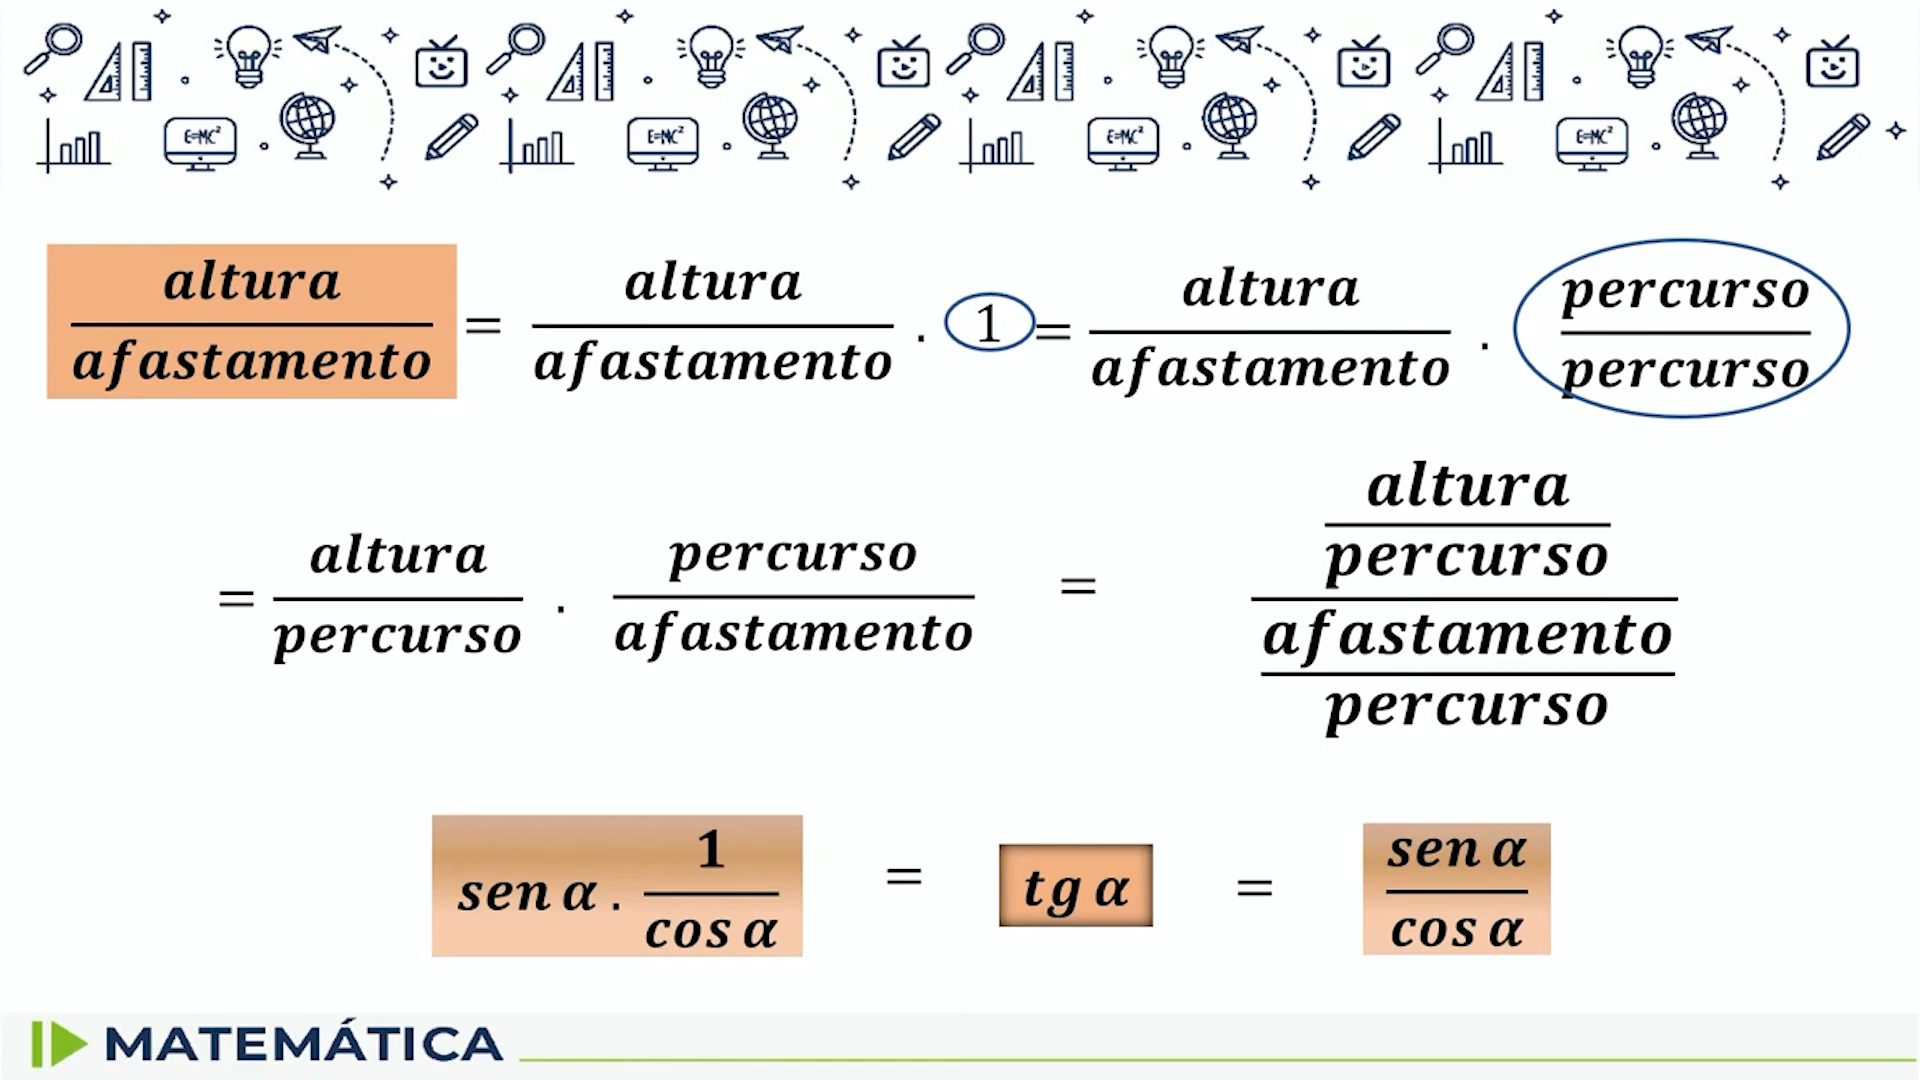 E=MC² E=MC² E=MC² E=MC²
altura/afastamento = altura/afastamento . 1 = altura/afastamento . percurso/percurso
= altura/percurso . percurso/afastamento = (altura/percurso)/(afastamento/percurso)
sen α . 1/cos α = tg α = sen α/cos α
MATEMÁTICA